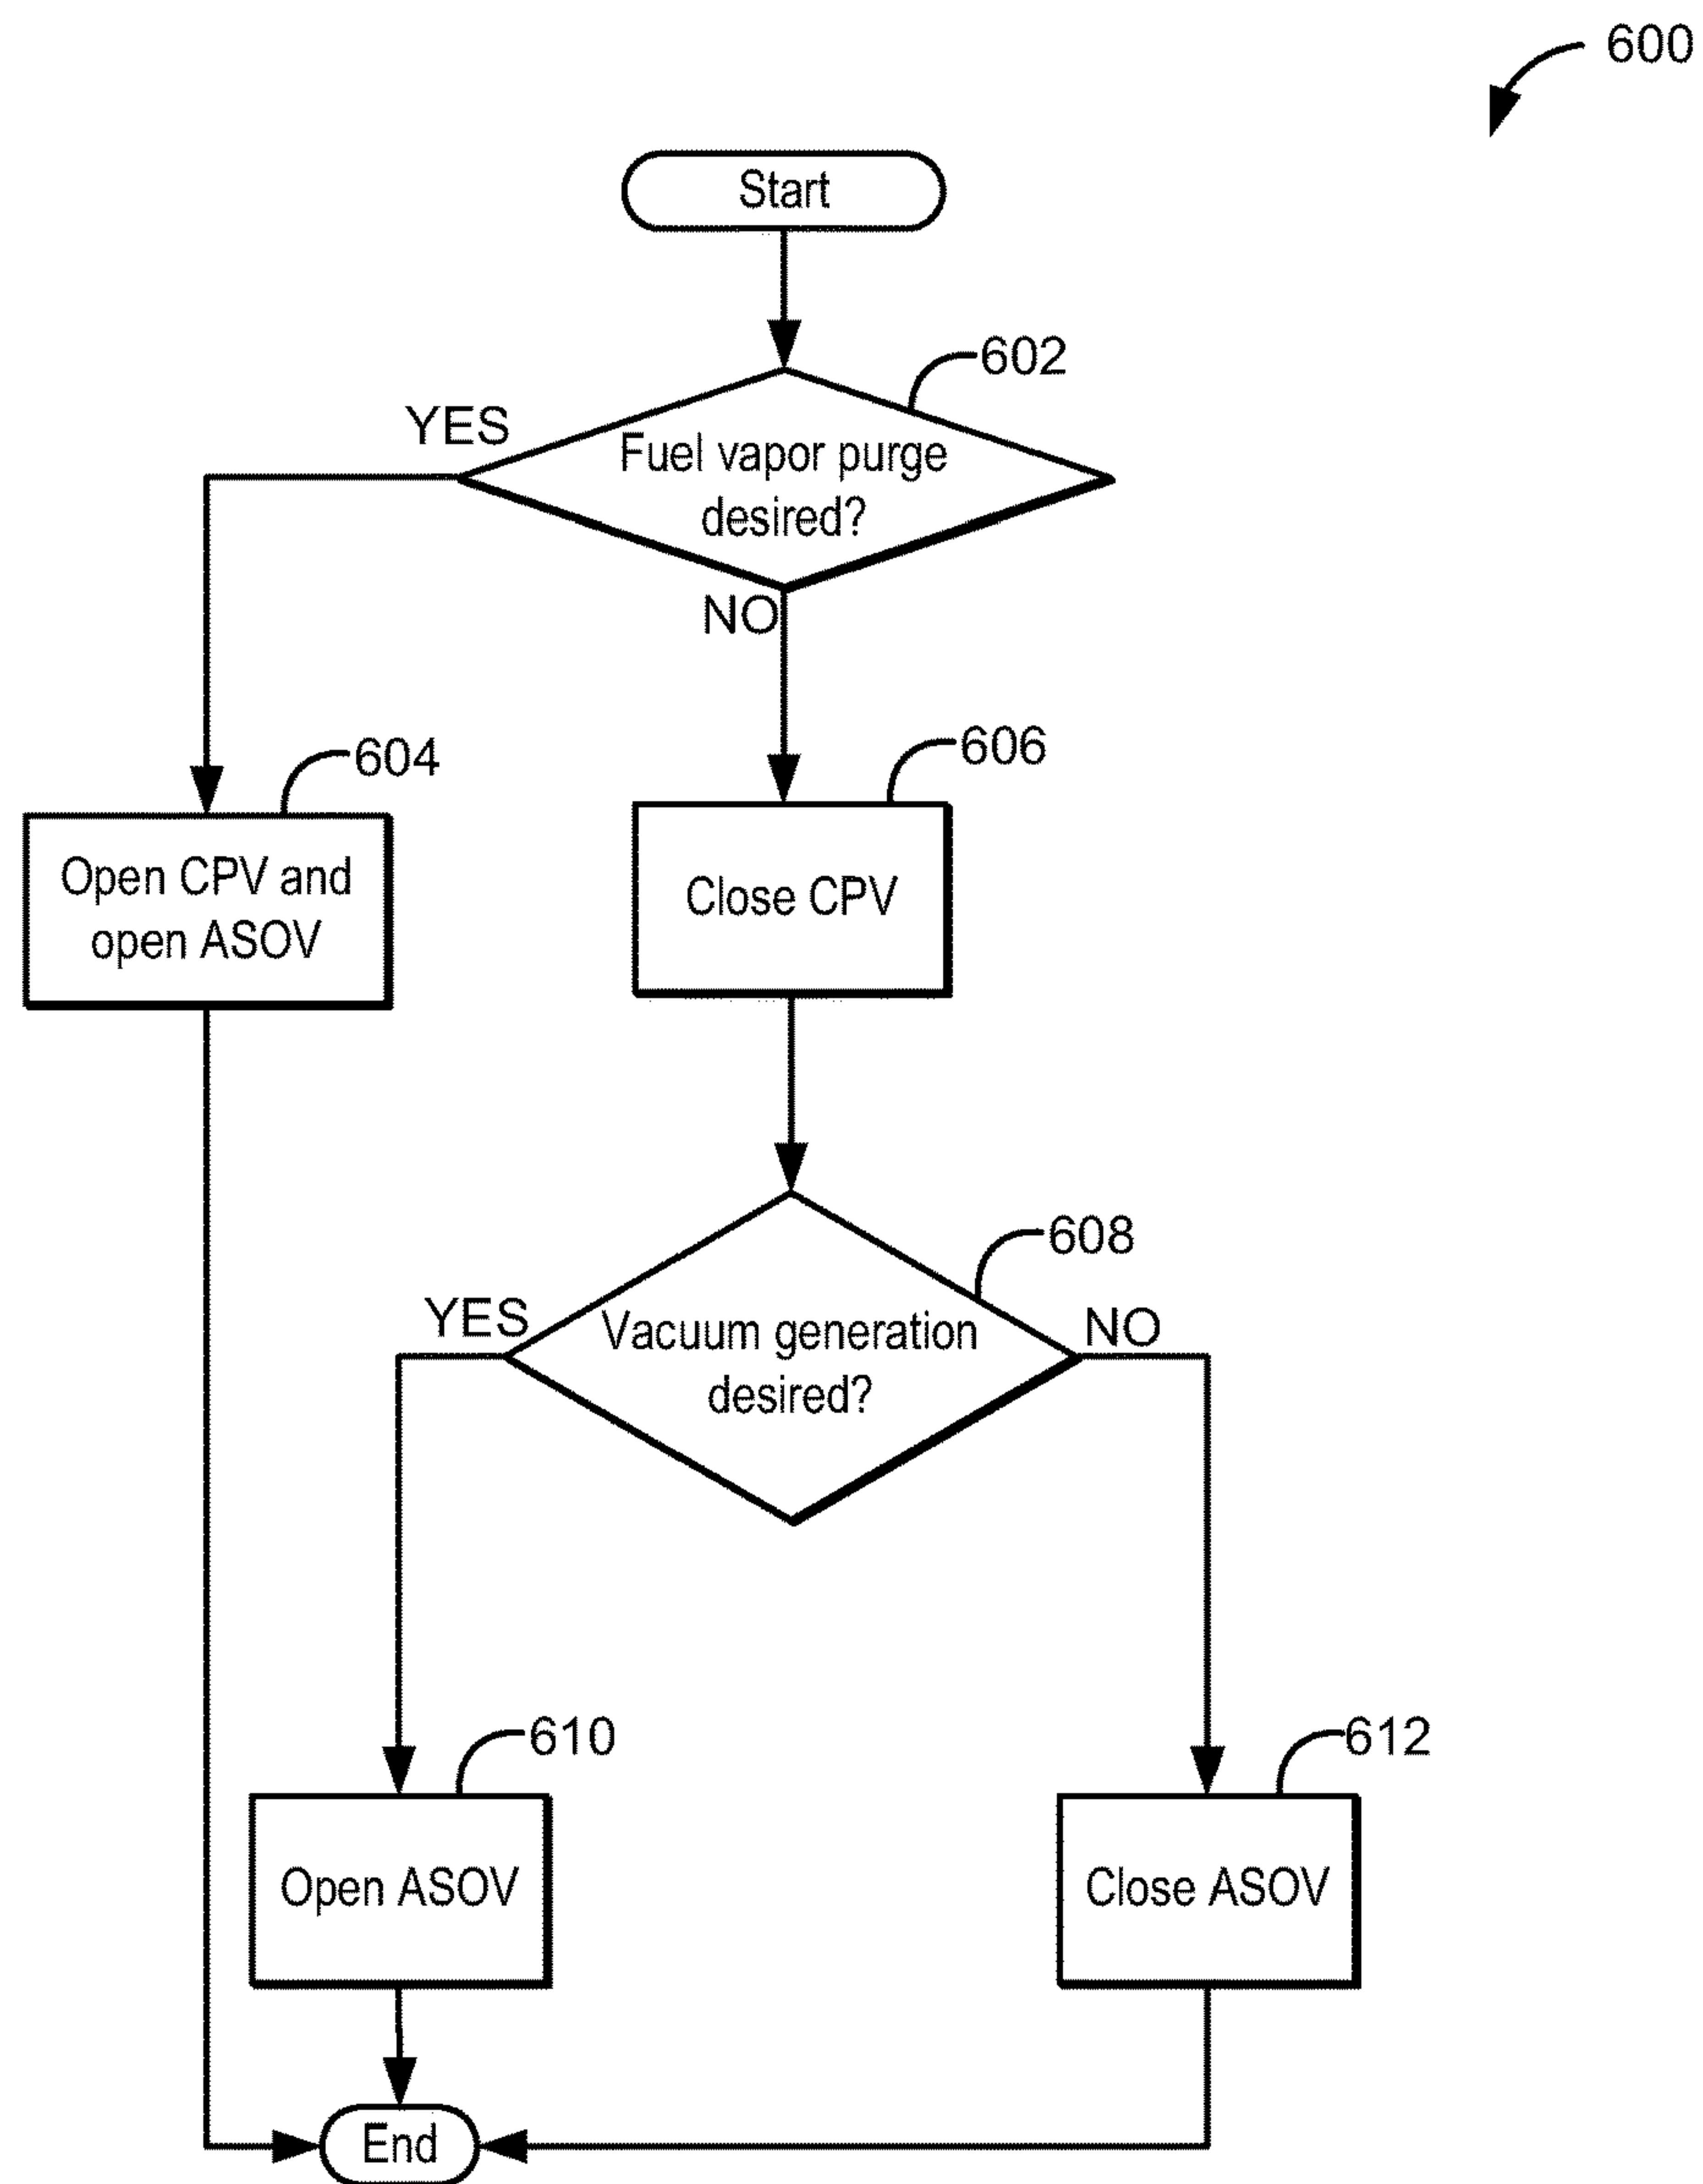 600
Start
602
YES
Fuel vapor purge
desired?
NO
604
606
Open CPV and
open ASOV
Close CPV
608
YES
Vacuum generation
desired?
NO
610
612
Open ASOV
Close ASOV
End